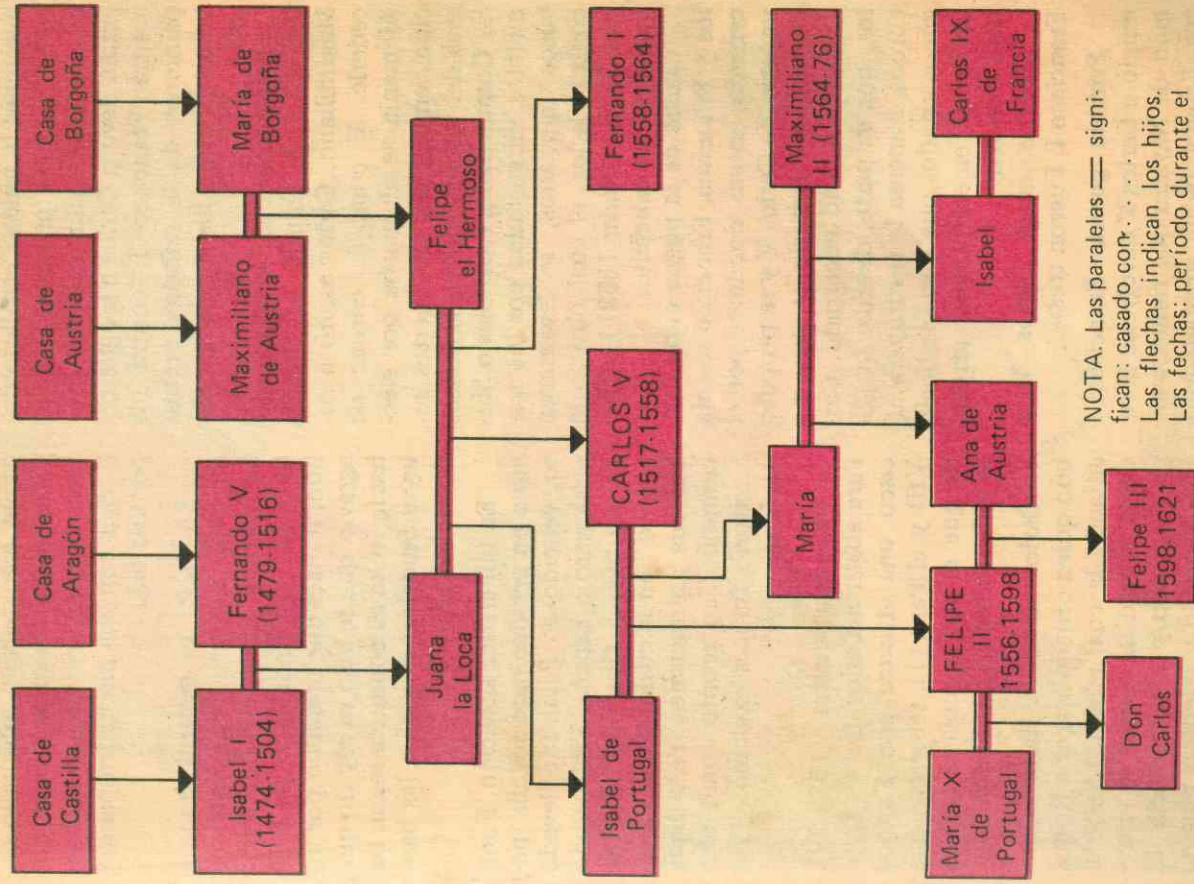 Casa de
Castilla
Casa de
Aragón
Casa de
Austria
Casa de
Borgoña
Isabel I
(1474-1504)
Fernando V
(1479-1516)
Maximiliano
de Austria
María de
Borgoña
Juana
la Loca
Felipe
el Hermoso
Isabel de
Portugal
CARLOS V
(1517-1558)
Fernando I
(1558-1564)
María
Maximiliano
II (1564-76)
María X
de
Portugal
FELIPE
II
1556-1598
Ana de
Austria
Isabel
Carlos IX
de
Francia
Don
Carlos
Felipe III
1598-1621
NOTA. Las paralelas == signi-
fican: casado con. . . . .
Las flechas indican los hijos.
Las fechas: período durante el